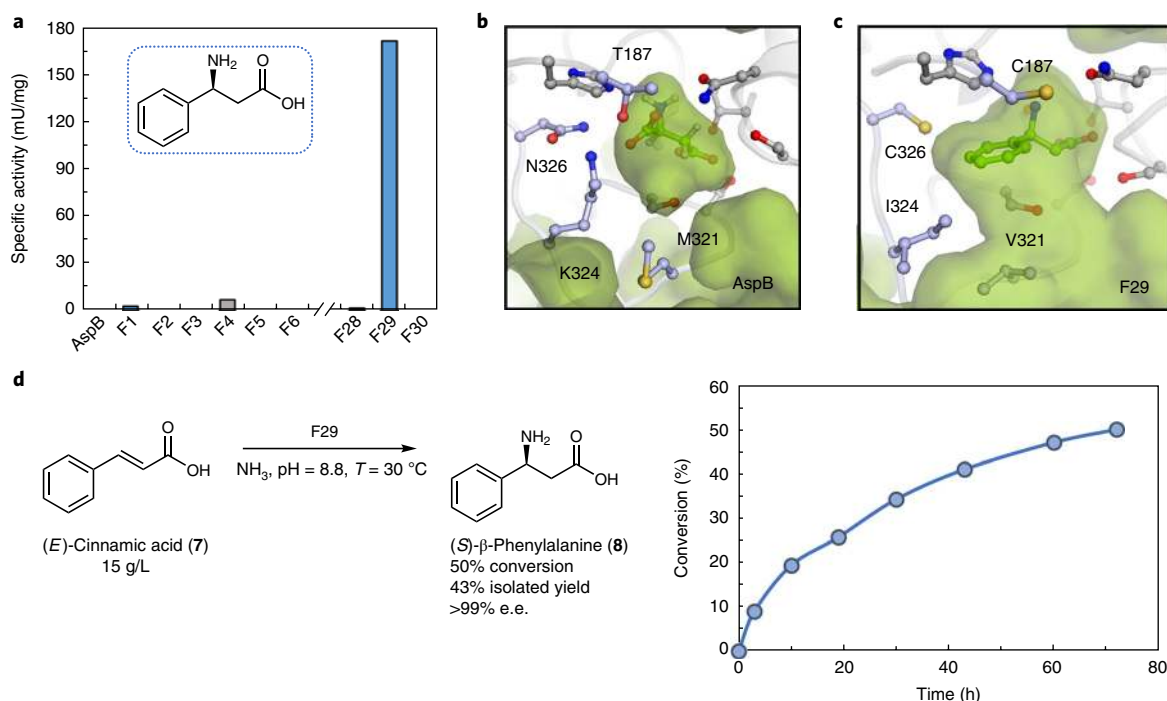 a
180
150
120
90
60
30
0
Specific activity (mU/mg)
NH2
O
OH
AspB
F1
F2
F3
F4
F5
F6
F28
F29
F30
b
T187
N326
M321
K324
AspB
c
C187
C326
I324
V321
F29
d
O
OH
F29
NH3, pH = 8.8, T = 30 °C
NH2
O
OH
(E)-Cinnamic acid (7)
15 g/L
(S)-β-Phenylalanine (8)
50% conversion
43% isolated yield
>99% e.e.
60
50
40
30
20
10
0
Conversion (%)
0
20
40
60
80
Time (h)